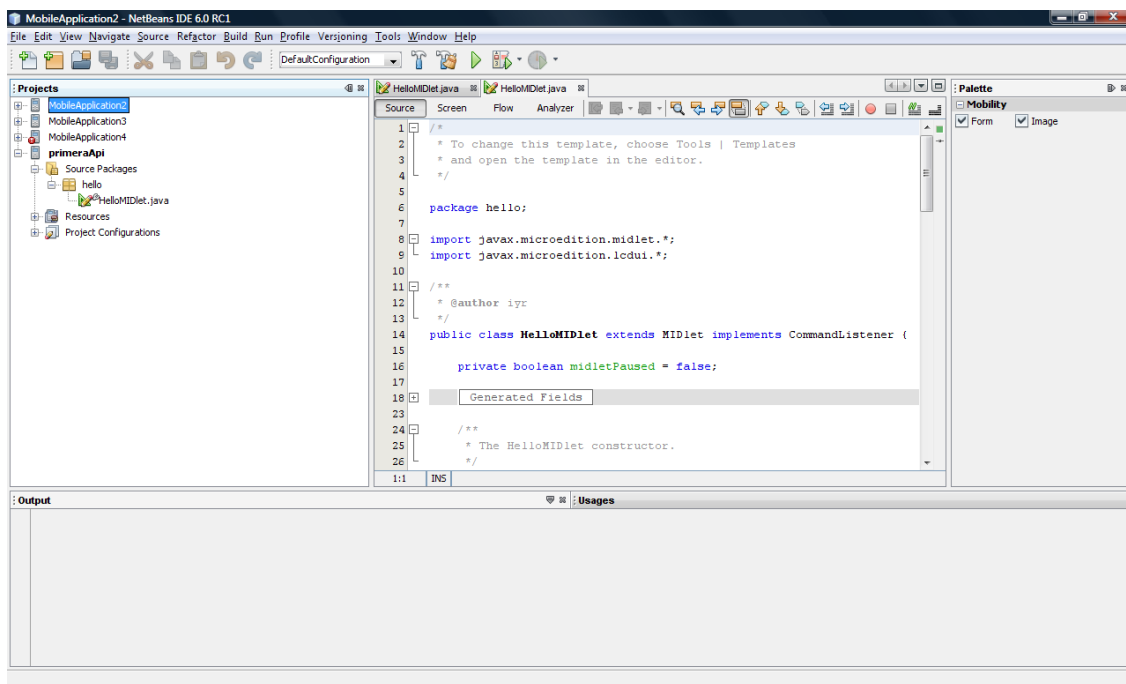 MobileApplication2 - NetBeans IDE 6.0 RC1
File Edit View Navigate Source Refactor Build Run Profile Versioning Tools Window Help
DefaultConfiguration
Projects
MobileApplication2
MobileApplication3
MobileApplication4
primeraApi
Source Packages
hello
HelloMIDlet.java
Resources
Project Configurations
HelloMIDlet.java HelloMIDlet.java
Source Screen Flow Analyzer
1 /*
2 * To change this template, choose Tools | Templates
3 * and open the template in the editor.
4 */
5
6 package hello;
7
8 import javax.microedition.midlet.*;
9 import javax.microedition.lcdui.*;
10
11 /**
12 * @author iyr
13 */
14 public class HelloMIDlet extends MIDlet implements CommandListener {
15
16 private boolean midletPaused = false;
17
18 Generated Fields
23
24 /**
25 * The HelloMIDlet constructor.
26 */
1:1 INS
Palette
Mobility
Form Image
Output
Usages